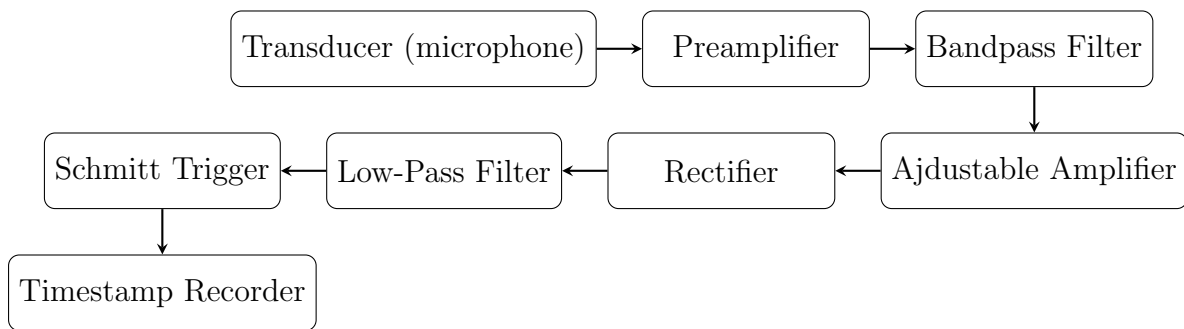 Transducer (microphone)
Preamplifier
Bandpass Filter
Ajdustable Amplifier
Rectifier
Low-Pass Filter
Schmitt Trigger
Timestamp Recorder